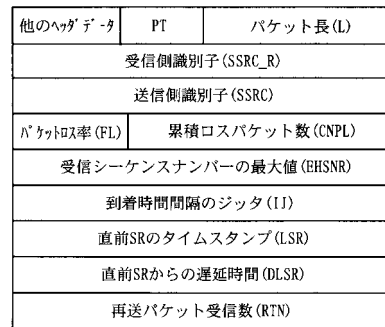 他のﾍｯﾀﾞﾃﾞｰﾀ PT パケット長(L)
受信側識別子(SSRC_R)
送信側識別子(SSRC)
ﾊﾟｹｯﾄﾛｽ率(FL) 累積ロスパケット数(CNPL)
受信シーケンスナンバーの最大値(EHSNR)
到着時間間隔のジッタ(IJ)
直前SRのタイムスタンプ(LSR)
直前SRからの遅延時間(DLSR)
再送パケット受信数(RTN)